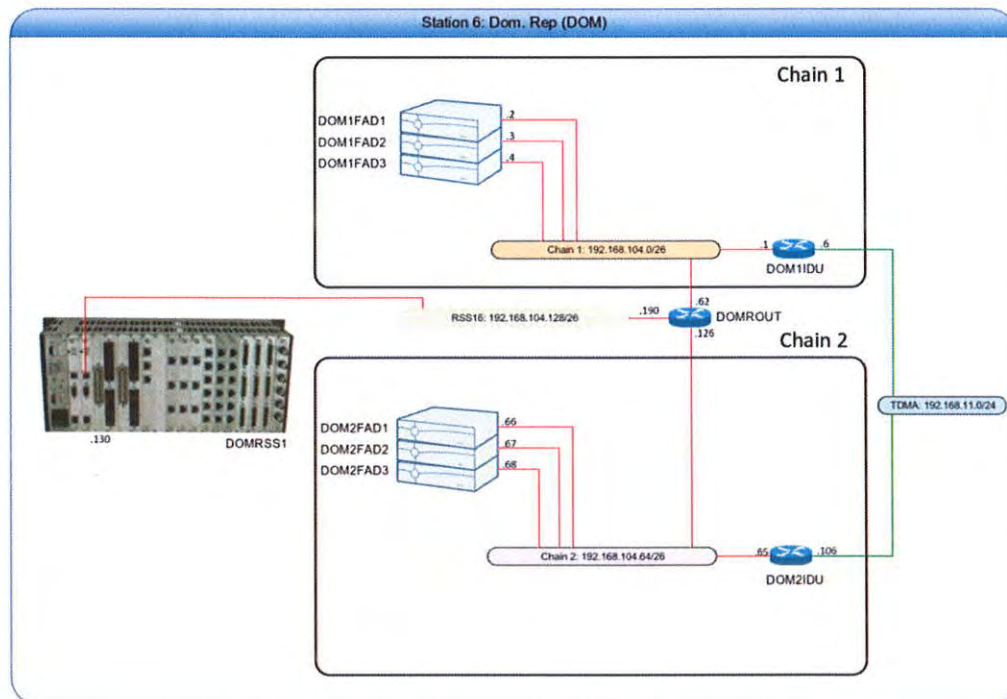 Station 6: Dom. Rep (DOM)
Chain 1
DOM1FAD1
.2
DOM1FAD2
.3
DOM1FAD3
.4
Chain 1: 192.168.104.0/26
.1
.6
DOM1IDU
.62
RSS16: 192.168.104.128/26
.190
DOMROUT
.126
Chain 2
TDMA: 192.168.11.0/24
.130
DOMRSS1
DOM2FAD1
.66
DOM2FAD2
.67
DOM2FAD3
.68
Chain 2: 192.168.104.64/26
.65
.106
DOM2IDU